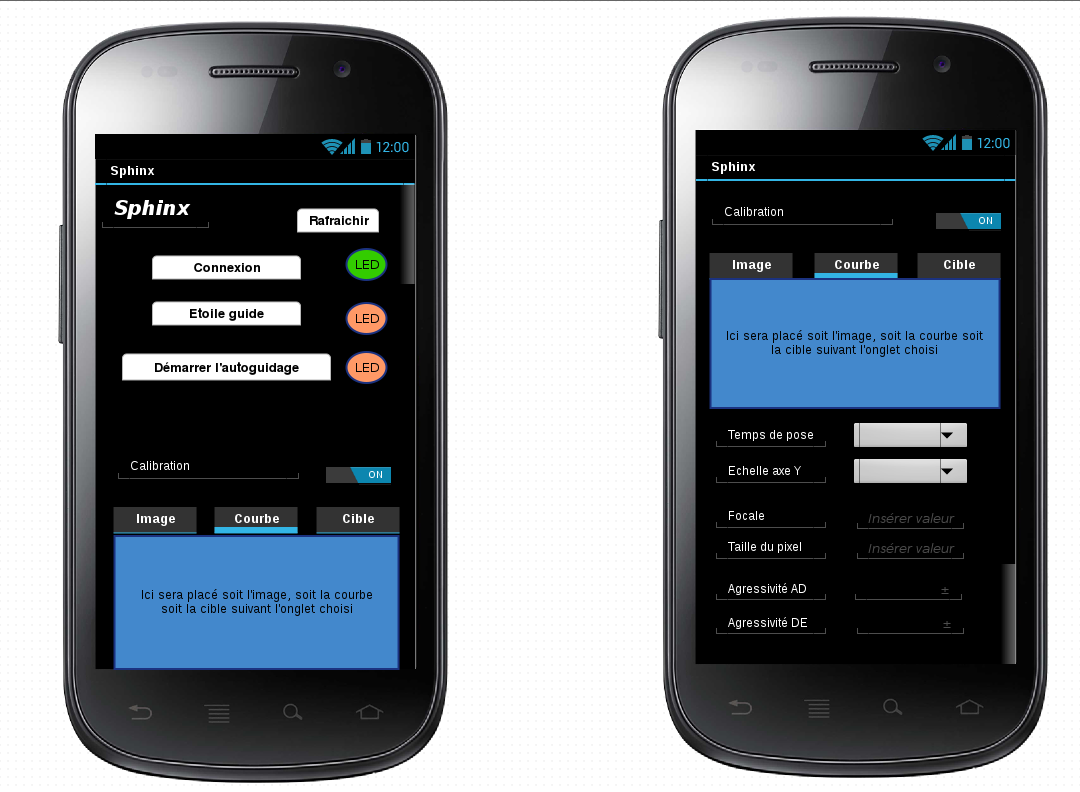 12:00
Sphinx
Sphinx
Rafraichir
Connexion
LED
Etoile guide
LED
Démarrer l'autoguidage
LED
Calibration
ON
Image
Courbe
Cible
Ici sera placé soit l'image, soit la courbe
soit la cible suivant l'onglet choisi
12:00
Sphinx
Calibration
ON
Image
Courbe
Cible
Ici sera placé soit l'image, soit la courbe soit
la cible suivant l'onglet choisi
Temps de pose
Echelle axe Y
Focale
Insérer valeur
Taille du pixel
Insérer valeur
Agressivité AD
±
Agressivité DE
±